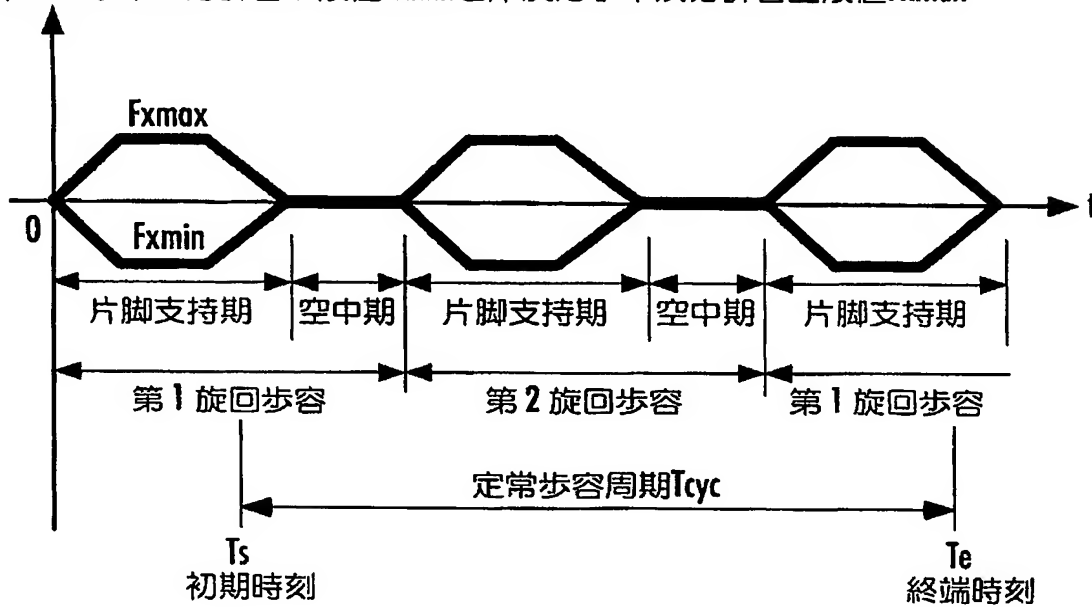 Fxmax
0
t
Fxmin
片脚支持期 空中期 片脚支持期 空中期 片脚支持期
第1旋回歩容 第2旋回歩容 第1旋回歩容
定常歩容周期Tcyc
Ts Te
初期時刻 終端時刻